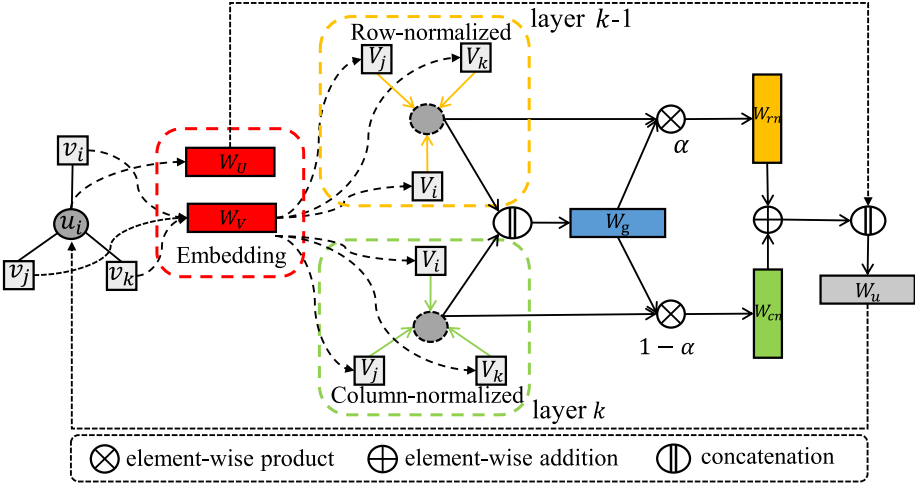 layer k-1
Row-normalized
V_j
V_k
V_i
v_i
u_i
v_j
v_k
W_U
W_V
Embedding
V_i
V_j
V_k
Column-normalized
layer k
W_g
α
1 − α
W_rn
W_cn
W_u
element-wise product
element-wise addition
concatenation